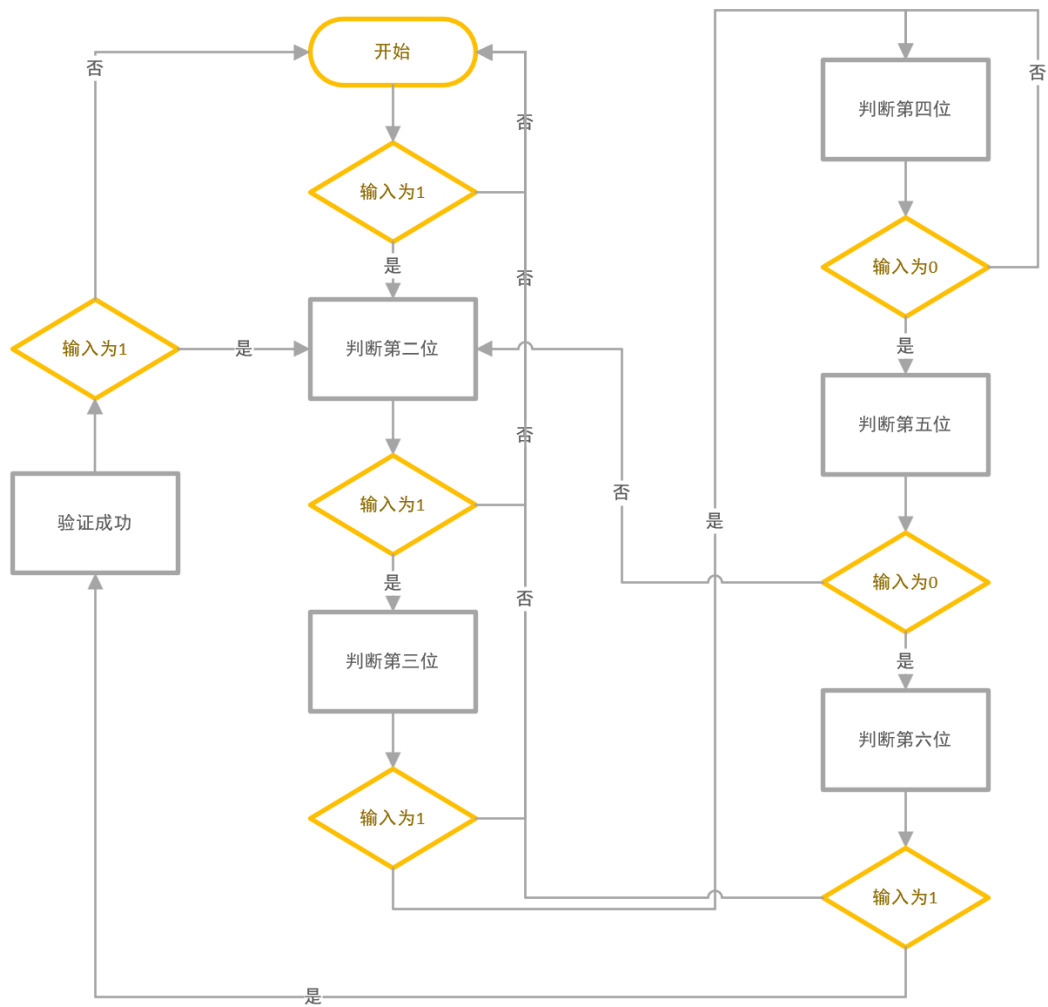 开始
否
输入为1
否
是
判断第二位
否
输入为1
否
是
判断第三位
否
输入为1
是
判断第四位
否
输入为0
是
判断第五位
输入为0
否
是
判断第六位
输入为1
是
验证成功
输入为1
是
否